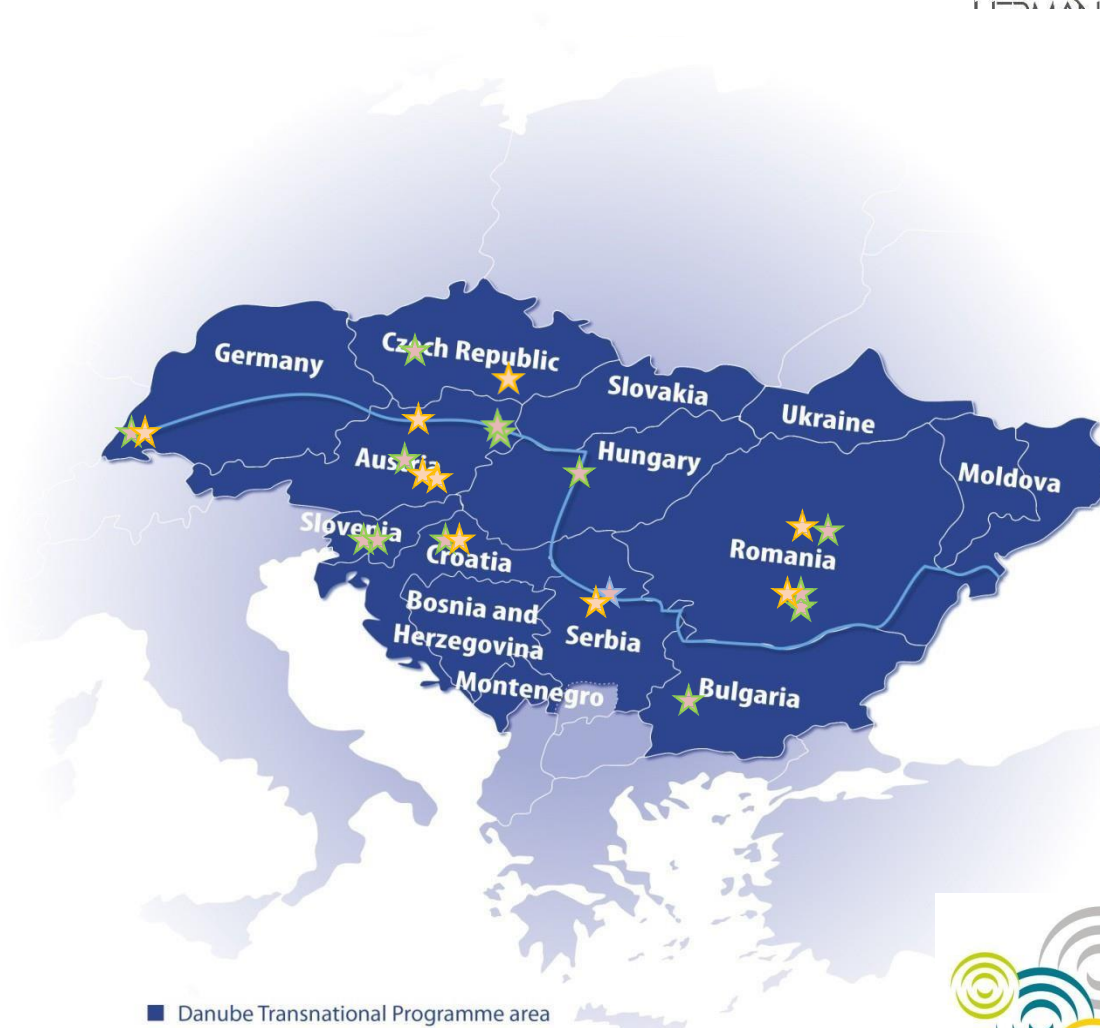 Germany
Czech Republic
Slovakia
Ukraine
Austria
Hungary
Moldova
Slovenia
Croatia
Romania
Bosnia and
Herzegovina
Serbia
Montenegro
Bulgaria
Danube Transnational Programme area